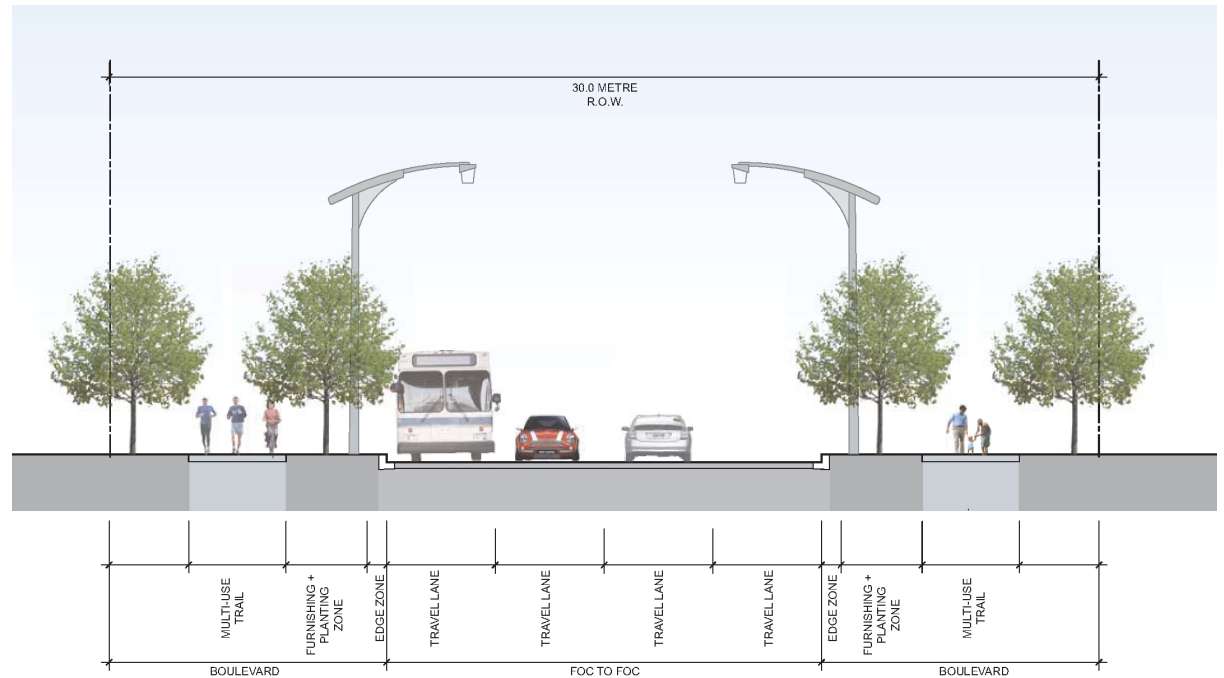 30.0 METRE
R.O.W.
MULTI-USE
TRAIL
FURNISHING +
PLANTING
ZONE
EDGE ZONE
TRAVEL LANE
TRAVEL LANE
TRAVEL LANE
TRAVEL LANE
EDGE ZONE
FURNISHING +
PLANTING
ZONE
MULTI-USE
TRAIL
BOULEVARD
FOC TO FOC
BOULEVARD